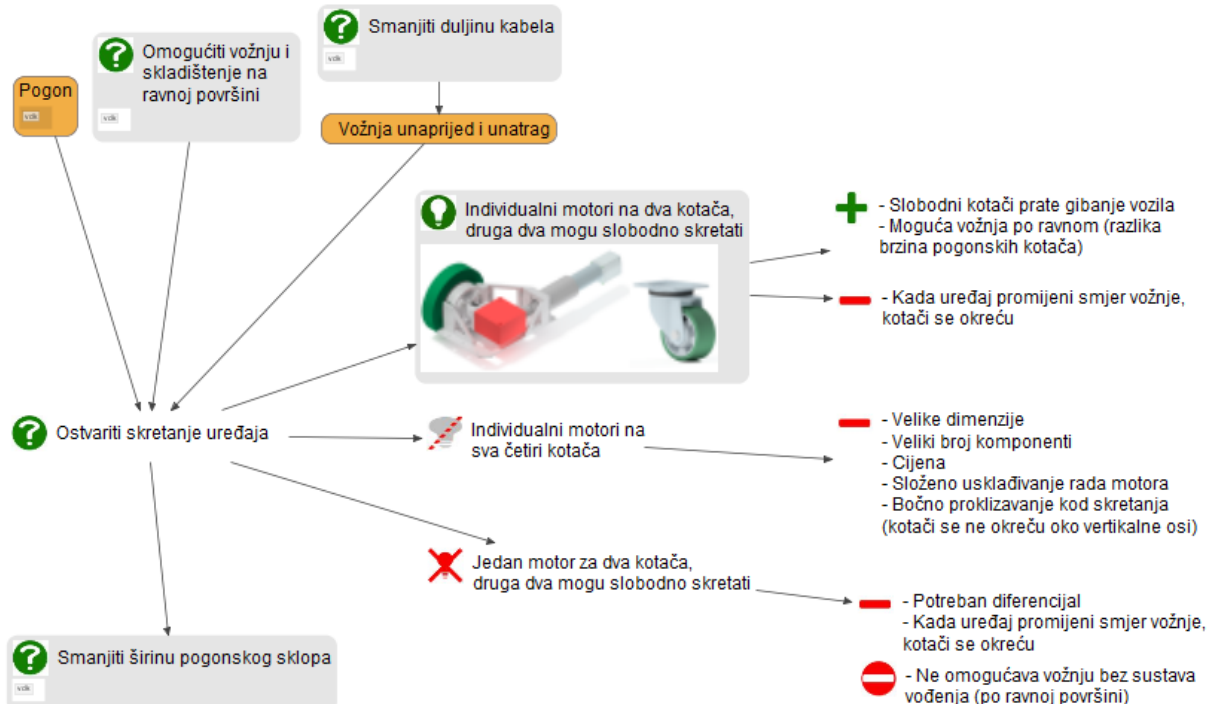 Smanjiti duljinu kabela
vdk
Omogućiti vožnju i
skladištenje na
ravnoj površini
vdk
Pogon
vdk
Vožnja unaprijed i unatrag
Individualni motori na dva kotača,
druga dva mogu slobodno skretati
- Slobodni kotači prate gibanje vozila
- Moguća vožnja po ravnom (razlika
brzina pogonskih kotača)
- Kada uređaj promijeni smjer vožnje,
kotači se okreću
Ostvariti skretanje uređaja
Individualni motori na
sva četiri kotača
- Velike dimenzije
- Veliki broj komponenti
- Cijena
- Složeno usklađivanje rada motora
- Bočno proklizavanje kod skretanja
(kotači se ne okreču oko vertikalne osi)
Jedan motor za dva kotača,
druga dva mogu slobodno skretati
- Potreban diferencijal
- Kada uređaj promijeni smjer vožnje,
kotači se okreću
- Ne omogućava vožnju bez sustava
vođenja (po ravnoj površini)
Smanjiti širinu pogonskog sklopa
vdk